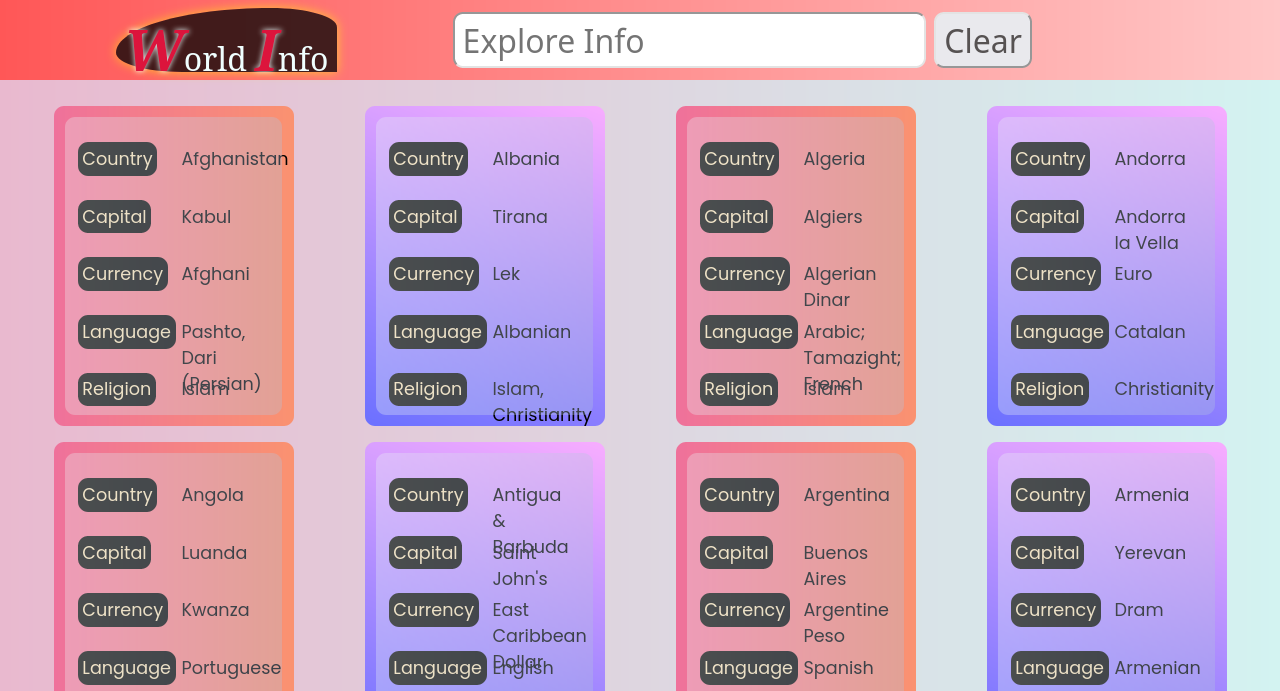 World Info
Explore Info
Clear
Country Afghanistan
Capital Kabul
Currency Afghani
Language Pashto,
Dari
(Persian)
Religion Islam
Country Albania
Capital Tirana
Currency Lek
Language Albanian
Religion Islam,
Christianity
Country Algeria
Capital Algiers
Currency Algerian
Dinar
Language Arabic;
Tamazight;
French
Religion Islam
Country Andorra
Capital Andorra
la Vella
Currency Euro
Language Catalan
Religion Christianity
Country Angola
Capital Luanda
Currency Kwanza
Language Portuguese
Country Antigua
&
Barbuda
Capital Saint
John's
Currency East
Caribbean
Dollar
Language English
Country Argentina
Capital Buenos
Aires
Currency Argentine
Peso
Language Spanish
Country Armenia
Capital Yerevan
Currency Dram
Language Armenian